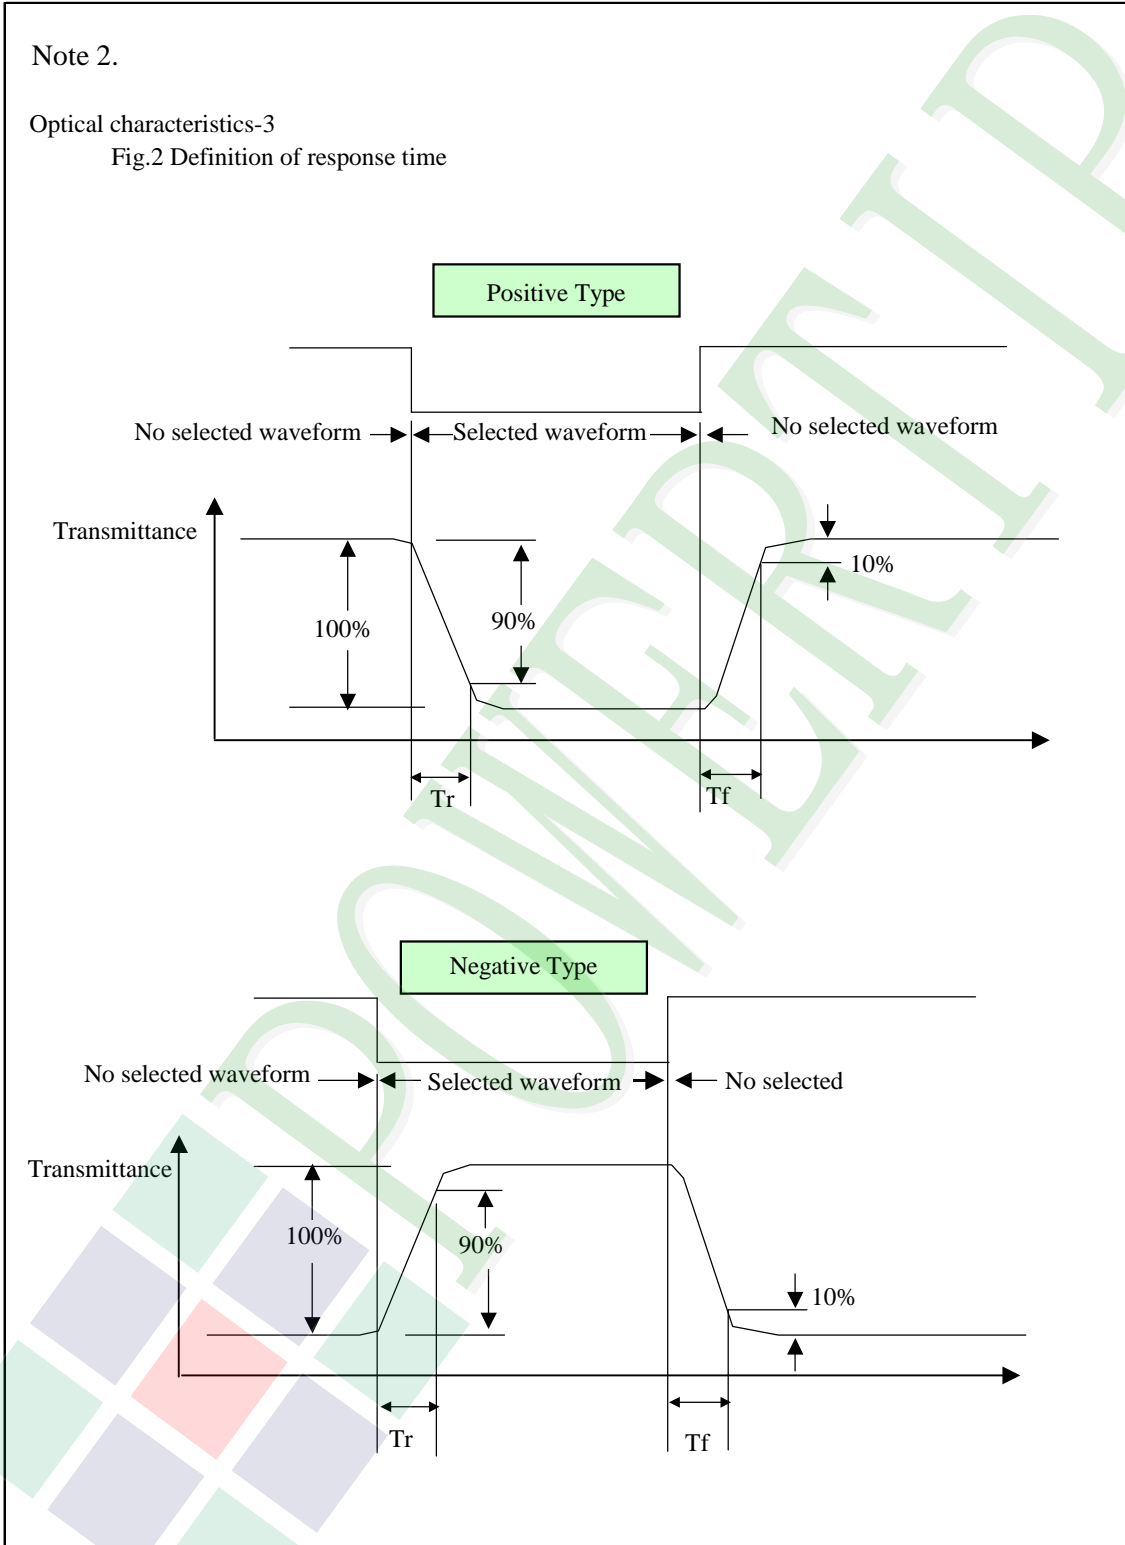 Note 2.
Optical characteristics-3
Fig.2 Definition of response time
Positive Type
No selected waveform
Selected waveform
No selected waveform
Transmittance
10%
90%
100%
Tr
Tf
Negative Type
No selected waveform
Selected waveform
No selected
Transmittance
100%
90%
10%
Tr
Tf
POWERTIP